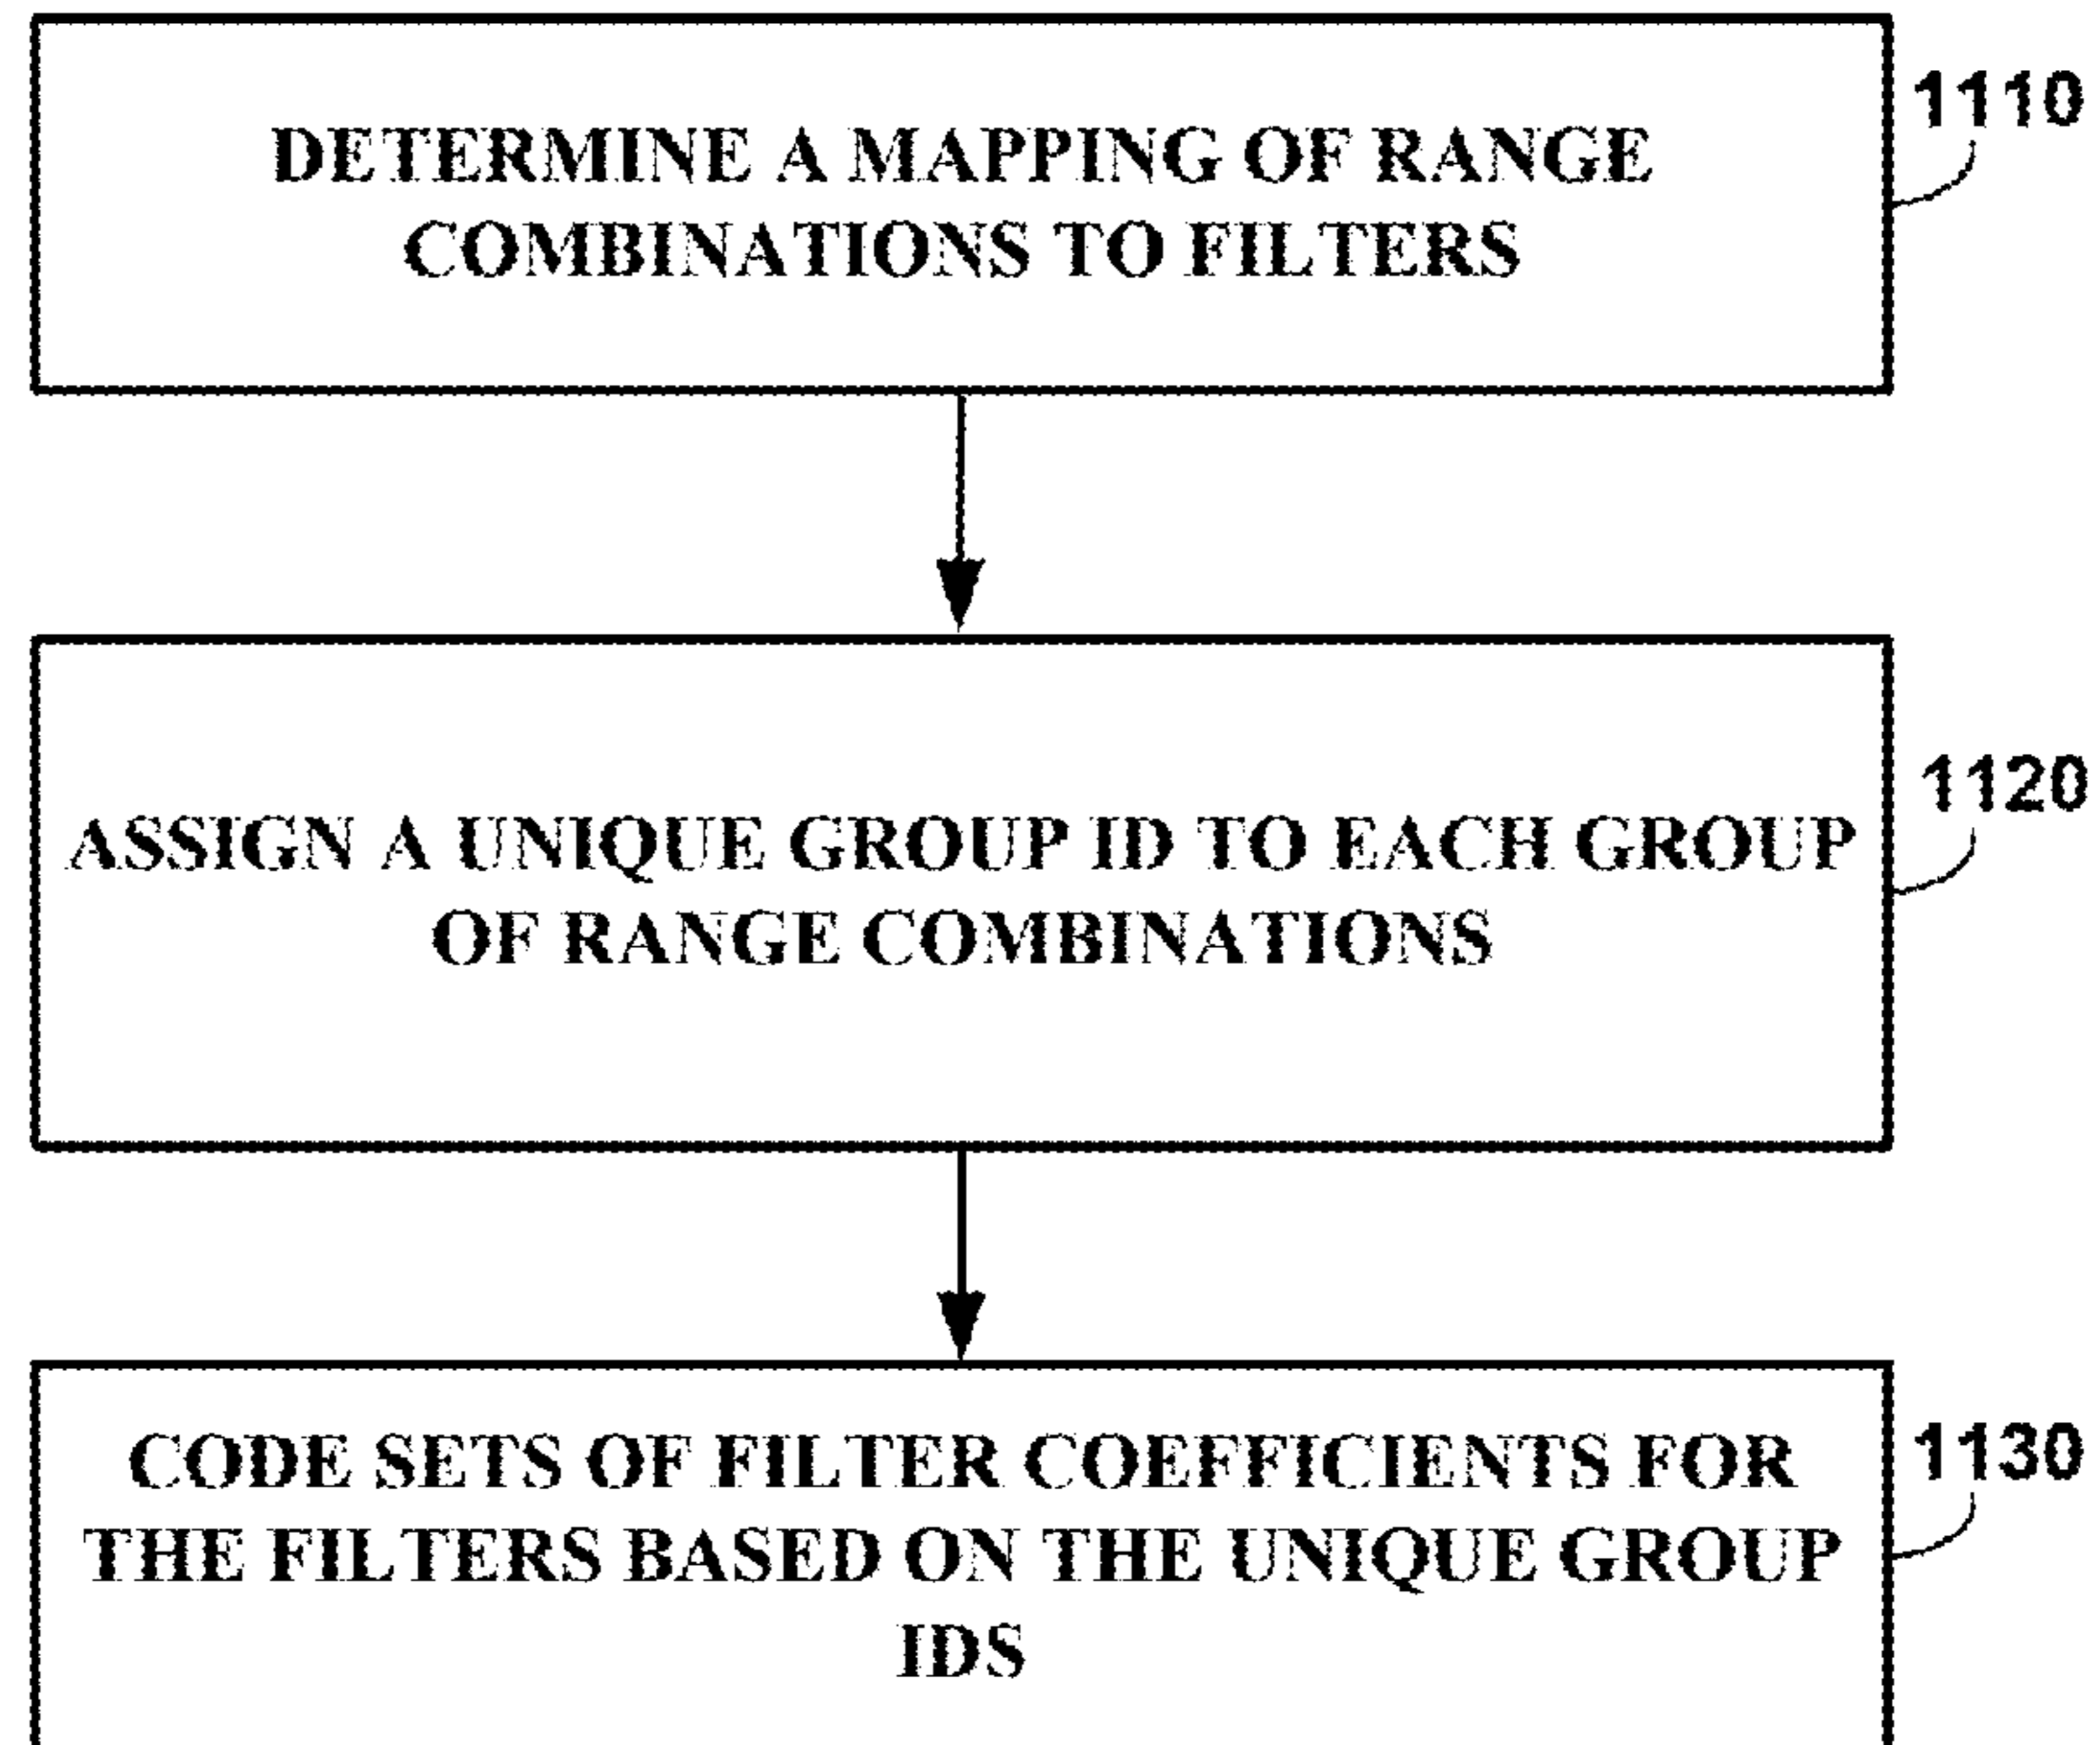 1110
DETERMINE A MAPPING OF RANGE
COMBINATIONS TO FILTERS
1120
ASSIGN A UNIQUE GROUP ID TO EACH GROUP
OF RANGE COMBINATIONS
1130
CODE SETS OF FILTER COEFFICIENTS FOR
THE FILTERS BASED ON THE UNIQUE GROUP
IDS